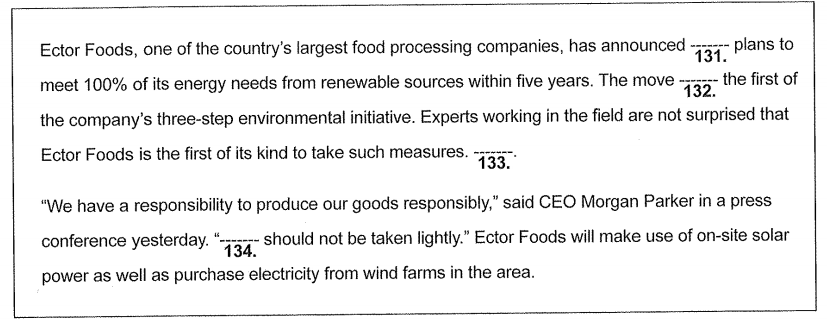 Ector Foods, one of the country's largest food processing companies, has announced ------- 131. plans to
meet 100% of its energy needs from renewable sources within five years. The move ------- 132. the first of
the company's three-step environmental initiative. Experts working in the field are not surprised that
Ector Foods is the first of its kind to take such measures. ------- 133.
"We have a responsibility to produce our goods responsibly," said CEO Morgan Parker in a press
conference yesterday. "------- 134. should not be taken lightly." Ector Foods will make use of on-site solar
power as well as purchase electricity from wind farms in the area.